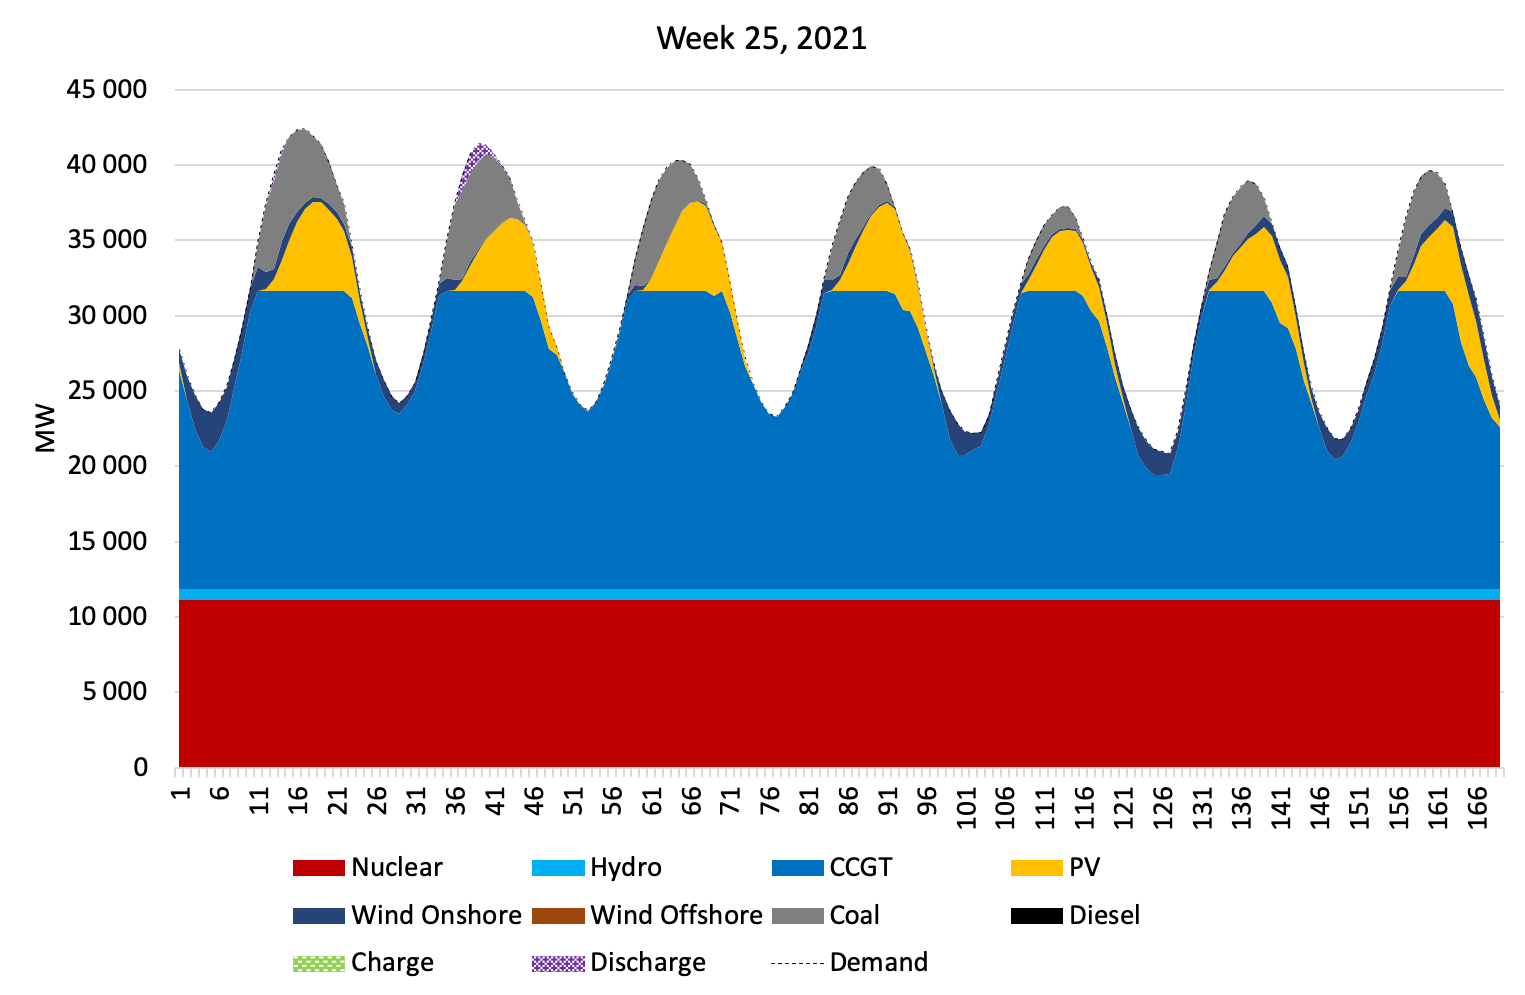 Week 25, 2021
45 000
40 000
35 000
30 000
25 000
20 000
15 000
10 000
5 000
0
MW
1 6 11 16 21 26 31 36 41 46 51 56 61 66 71 76 81 86 91 96 101 106 111 116 121 126 131 136 141 146 151 156 161 166
Nuclear Hydro CCGT PV
Wind Onshore Wind Offshore Coal Diesel
Charge Discharge Demand